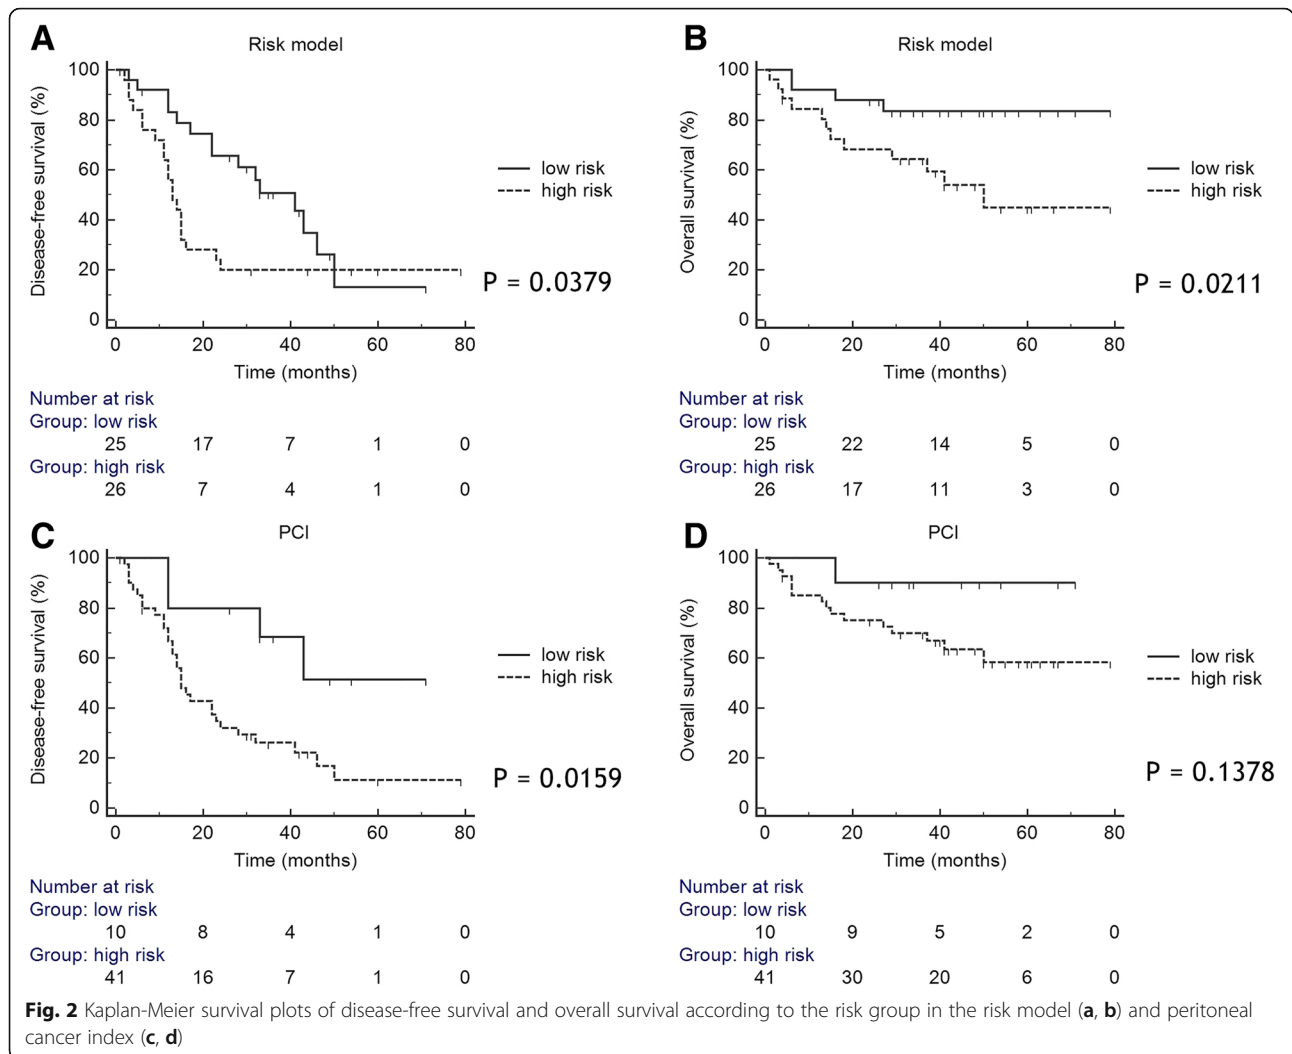 A
Risk model
Disease-free survival (%)
100
80
60
40
20
0
0 20 40 60 80
Time (months)
low risk
high risk
P = 0.0379
Number at risk
Group: low risk
25 17 7 1 0
Group: high risk
26 7 4 1 0
B
Risk model
Overall survival (%)
100
80
60
40
20
0
0 20 40 60 80
Time (months)
low risk
high risk
P = 0.0211
Number at risk
Group: low risk
25 22 14 5 0
Group: high risk
26 17 11 3 0
C
PCI
Disease-free survival (%)
100
80
60
40
20
0
0 20 40 60 80
Time (months)
low risk
high risk
P = 0.0159
Number at risk
Group: low risk
10 8 4 1 0
Group: high risk
41 16 7 1 0
D
PCI
Overall survival (%)
100
80
60
40
20
0
0 20 40 60 80
Time (months)
low risk
high risk
P = 0.1378
Number at risk
Group: low risk
10 9 5 2 0
Group: high risk
41 30 20 6 0
Fig. 2 Kaplan-Meier survival plots of disease-free survival and overall survival according to the risk group in the risk model (a, b) and peritoneal
cancer index (c, d)